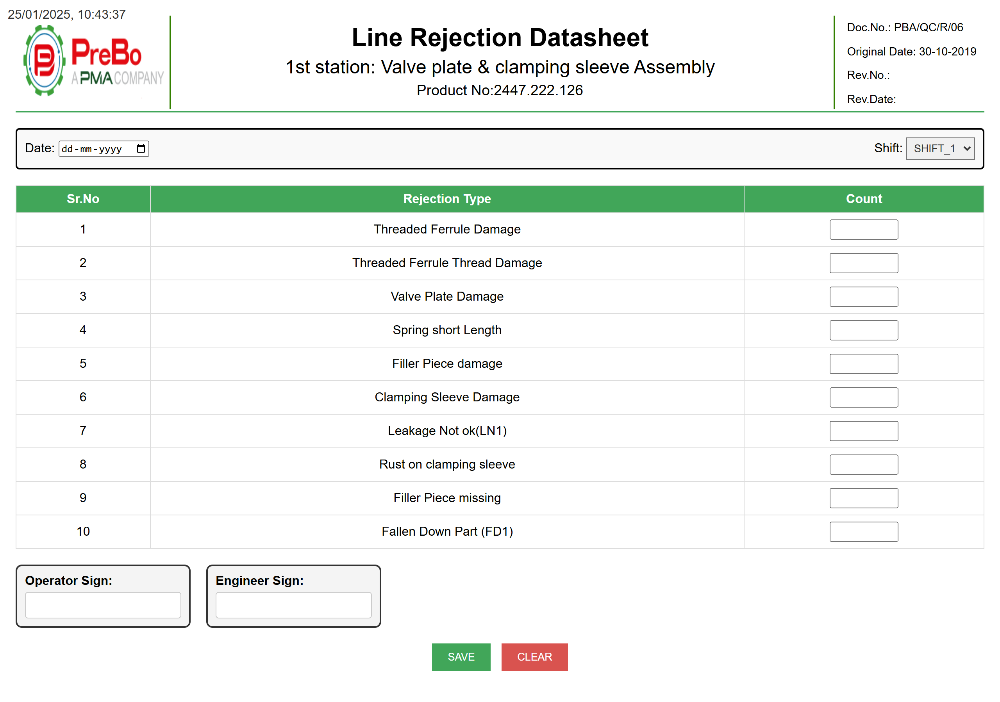 25/01/2025, 10:43:37
PreBo
A PMA COMPANY
Line Rejection Datasheet
1st station: Valve plate & clamping sleeve Assembly
Product No:2447.222.126
Doc.No.: PBA/QC/R/06
Original Date: 30-10-2019
Rev.No.:
Rev.Date:
Date: dd-mm-yyyy
Shift: SHIFT_1
Sr.No Rejection Type Count
1 Threaded Ferrule Damage
2 Threaded Ferrule Thread Damage
3 Valve Plate Damage
4 Spring short Length
5 Filler Piece damage
6 Clamping Sleeve Damage
7 Leakage Not ok(LN1)
8 Rust on clamping sleeve
9 Filler Piece missing
10 Fallen Down Part (FD1)
Operator Sign:
Engineer Sign:
SAVE
CLEAR